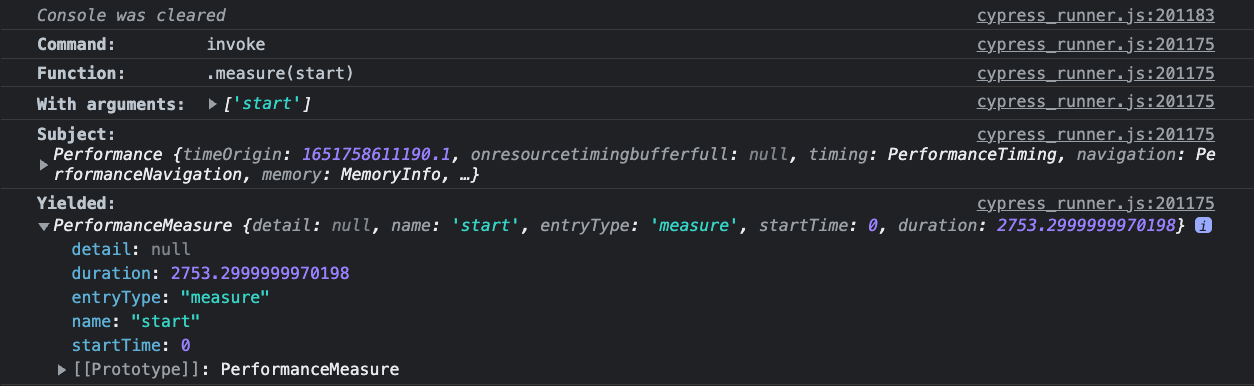 Console was cleared cypress_runner.js:201183
Command: invoke cypress_runner.js:201175
Function: .measure(start) cypress_runner.js:201175
With arguments: ▶ ['start'] cypress_runner.js:201175
Subject: cypress_runner.js:201175
▶ Performance {timeOrigin: 1651758611190.1, onresourcetimingbufferfull: null, timing: PerformanceTiming, navigation: Pe
rformanceNavigation, memory: MemoryInfo, …}
Yielded: cypress_runner.js:201175
▼ PerformanceMeasure {detail: null, name: 'start', entryType: 'measure', startTime: 0, duration: 2753.2999999970198} i
detail: null
duration: 2753.2999999970198
entryType: "measure"
name: "start"
startTime: 0
▶ [[Prototype]]: PerformanceMeasure